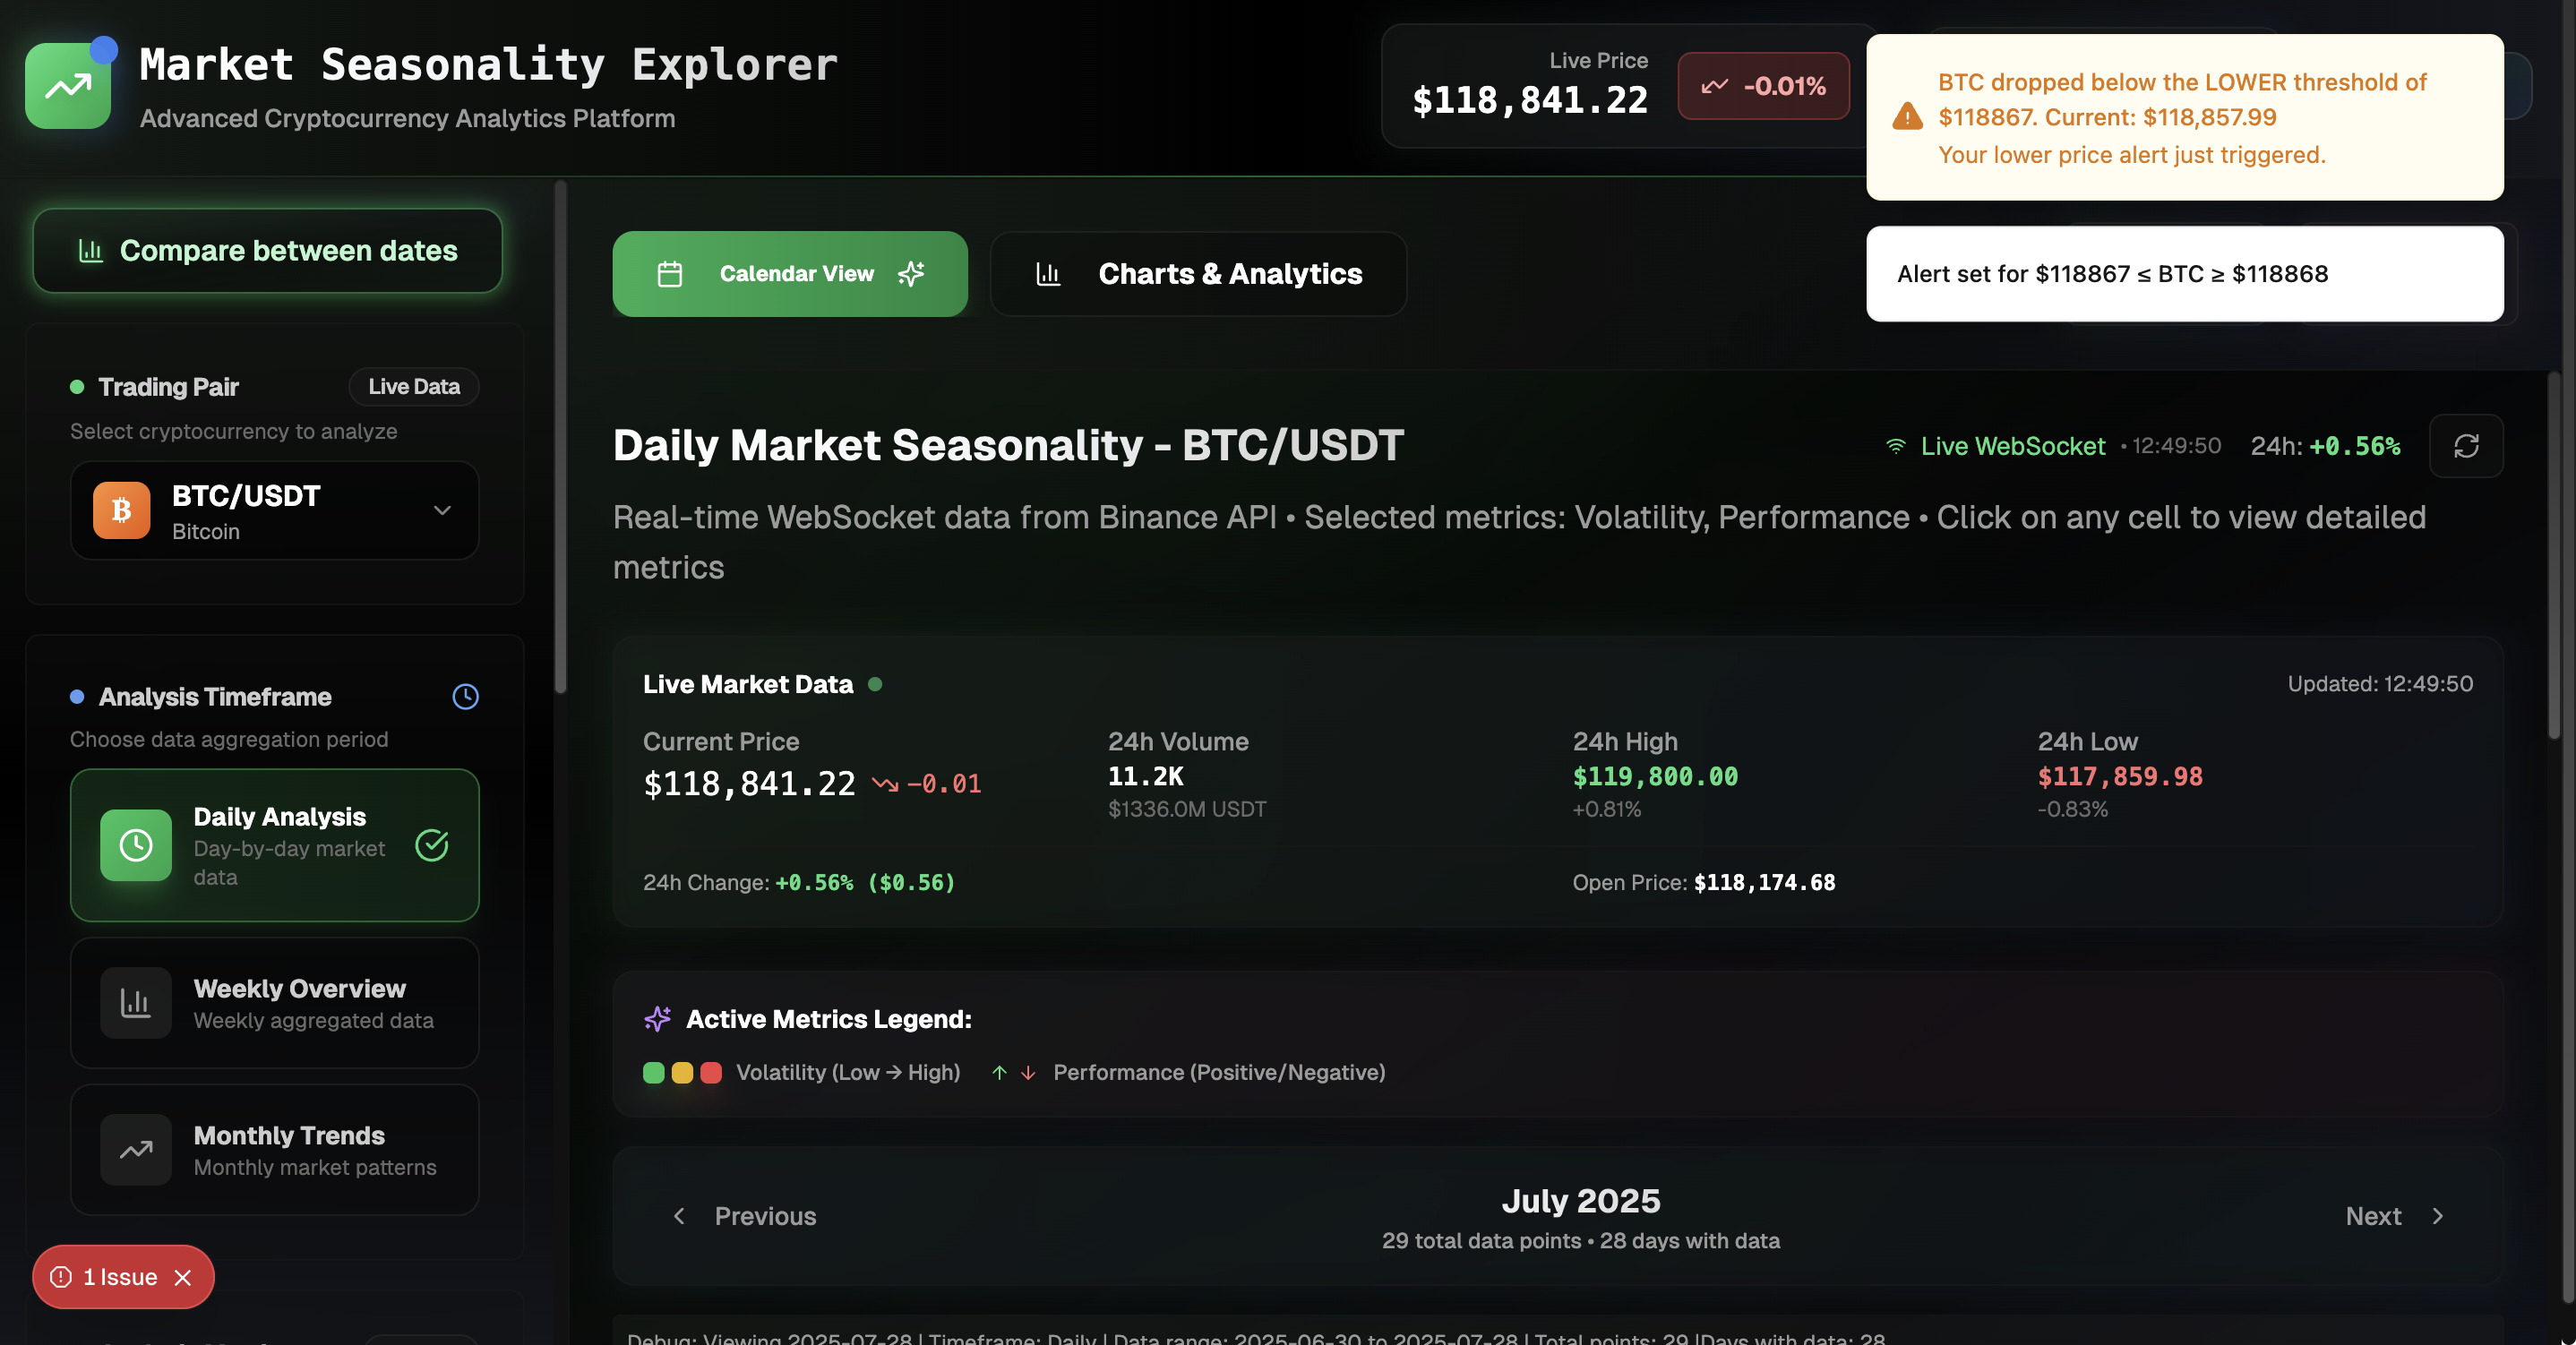 Market Seasonality Explorer
Advanced Cryptocurrency Analytics Platform
Live Price
$118,841.22
-0.01%
BTC dropped below the LOWER threshold of
$118867. Current: $118,857.99
Your lower price alert just triggered.
Alert set for $118867 ≤ BTC ≥ $118868
Compare between dates
Trading Pair
Live Data
Select cryptocurrency to analyze
BTC/USDT
Bitcoin
Analysis Timeframe
Choose data aggregation period
Daily Analysis
Day-by-day market
data
Weekly Overview
Weekly aggregated data
Monthly Trends
Monthly market patterns
1 Issue
Calendar View
Charts & Analytics
Daily Market Seasonality - BTC/USDT
Live WebSocket • 12:49:50 24h: +0.56%
Real-time WebSocket data from Binance API • Selected metrics: Volatility, Performance • Click on any cell to view detailed
metrics
Live Market Data
Updated: 12:49:50
Current Price
$118,841.22 -0.01
24h Volume
11.2K
$1336.0M USDT
24h High
$119,800.00
+0.81%
24h Low
$117,859.98
-0.83%
24h Change: +0.56% ($0.56)
Open Price: $118,174.68
Active Metrics Legend:
Volatility (Low → High) ↑ ↓ Performance (Positive/Negative)
Previous
July 2025
29 total data points • 28 days with data
Next
Debug: Viewing 2025-07-28 | Timeframe: Daily | Data range: 2025-06-30 to 2025-07-28 | Total points: 29 |Days with data: 28